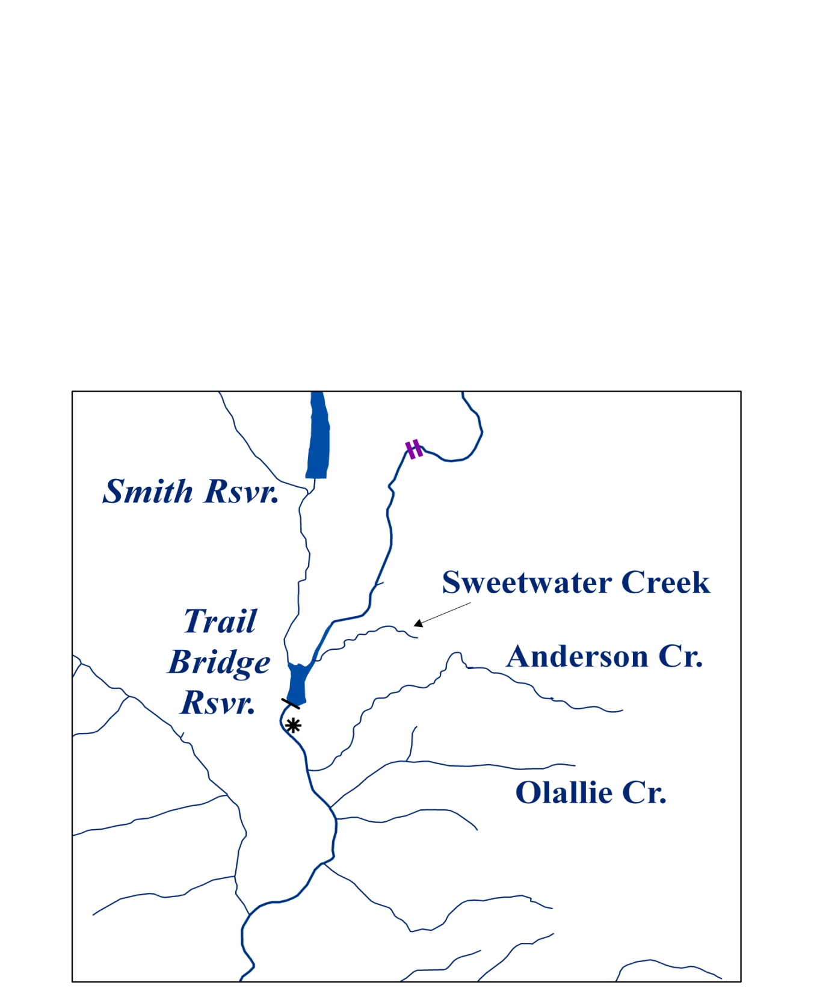 Smith Rsvr.
Sweetwater Creek
Trail
Bridge
Rsvr.
Anderson Cr.
Olallie Cr.